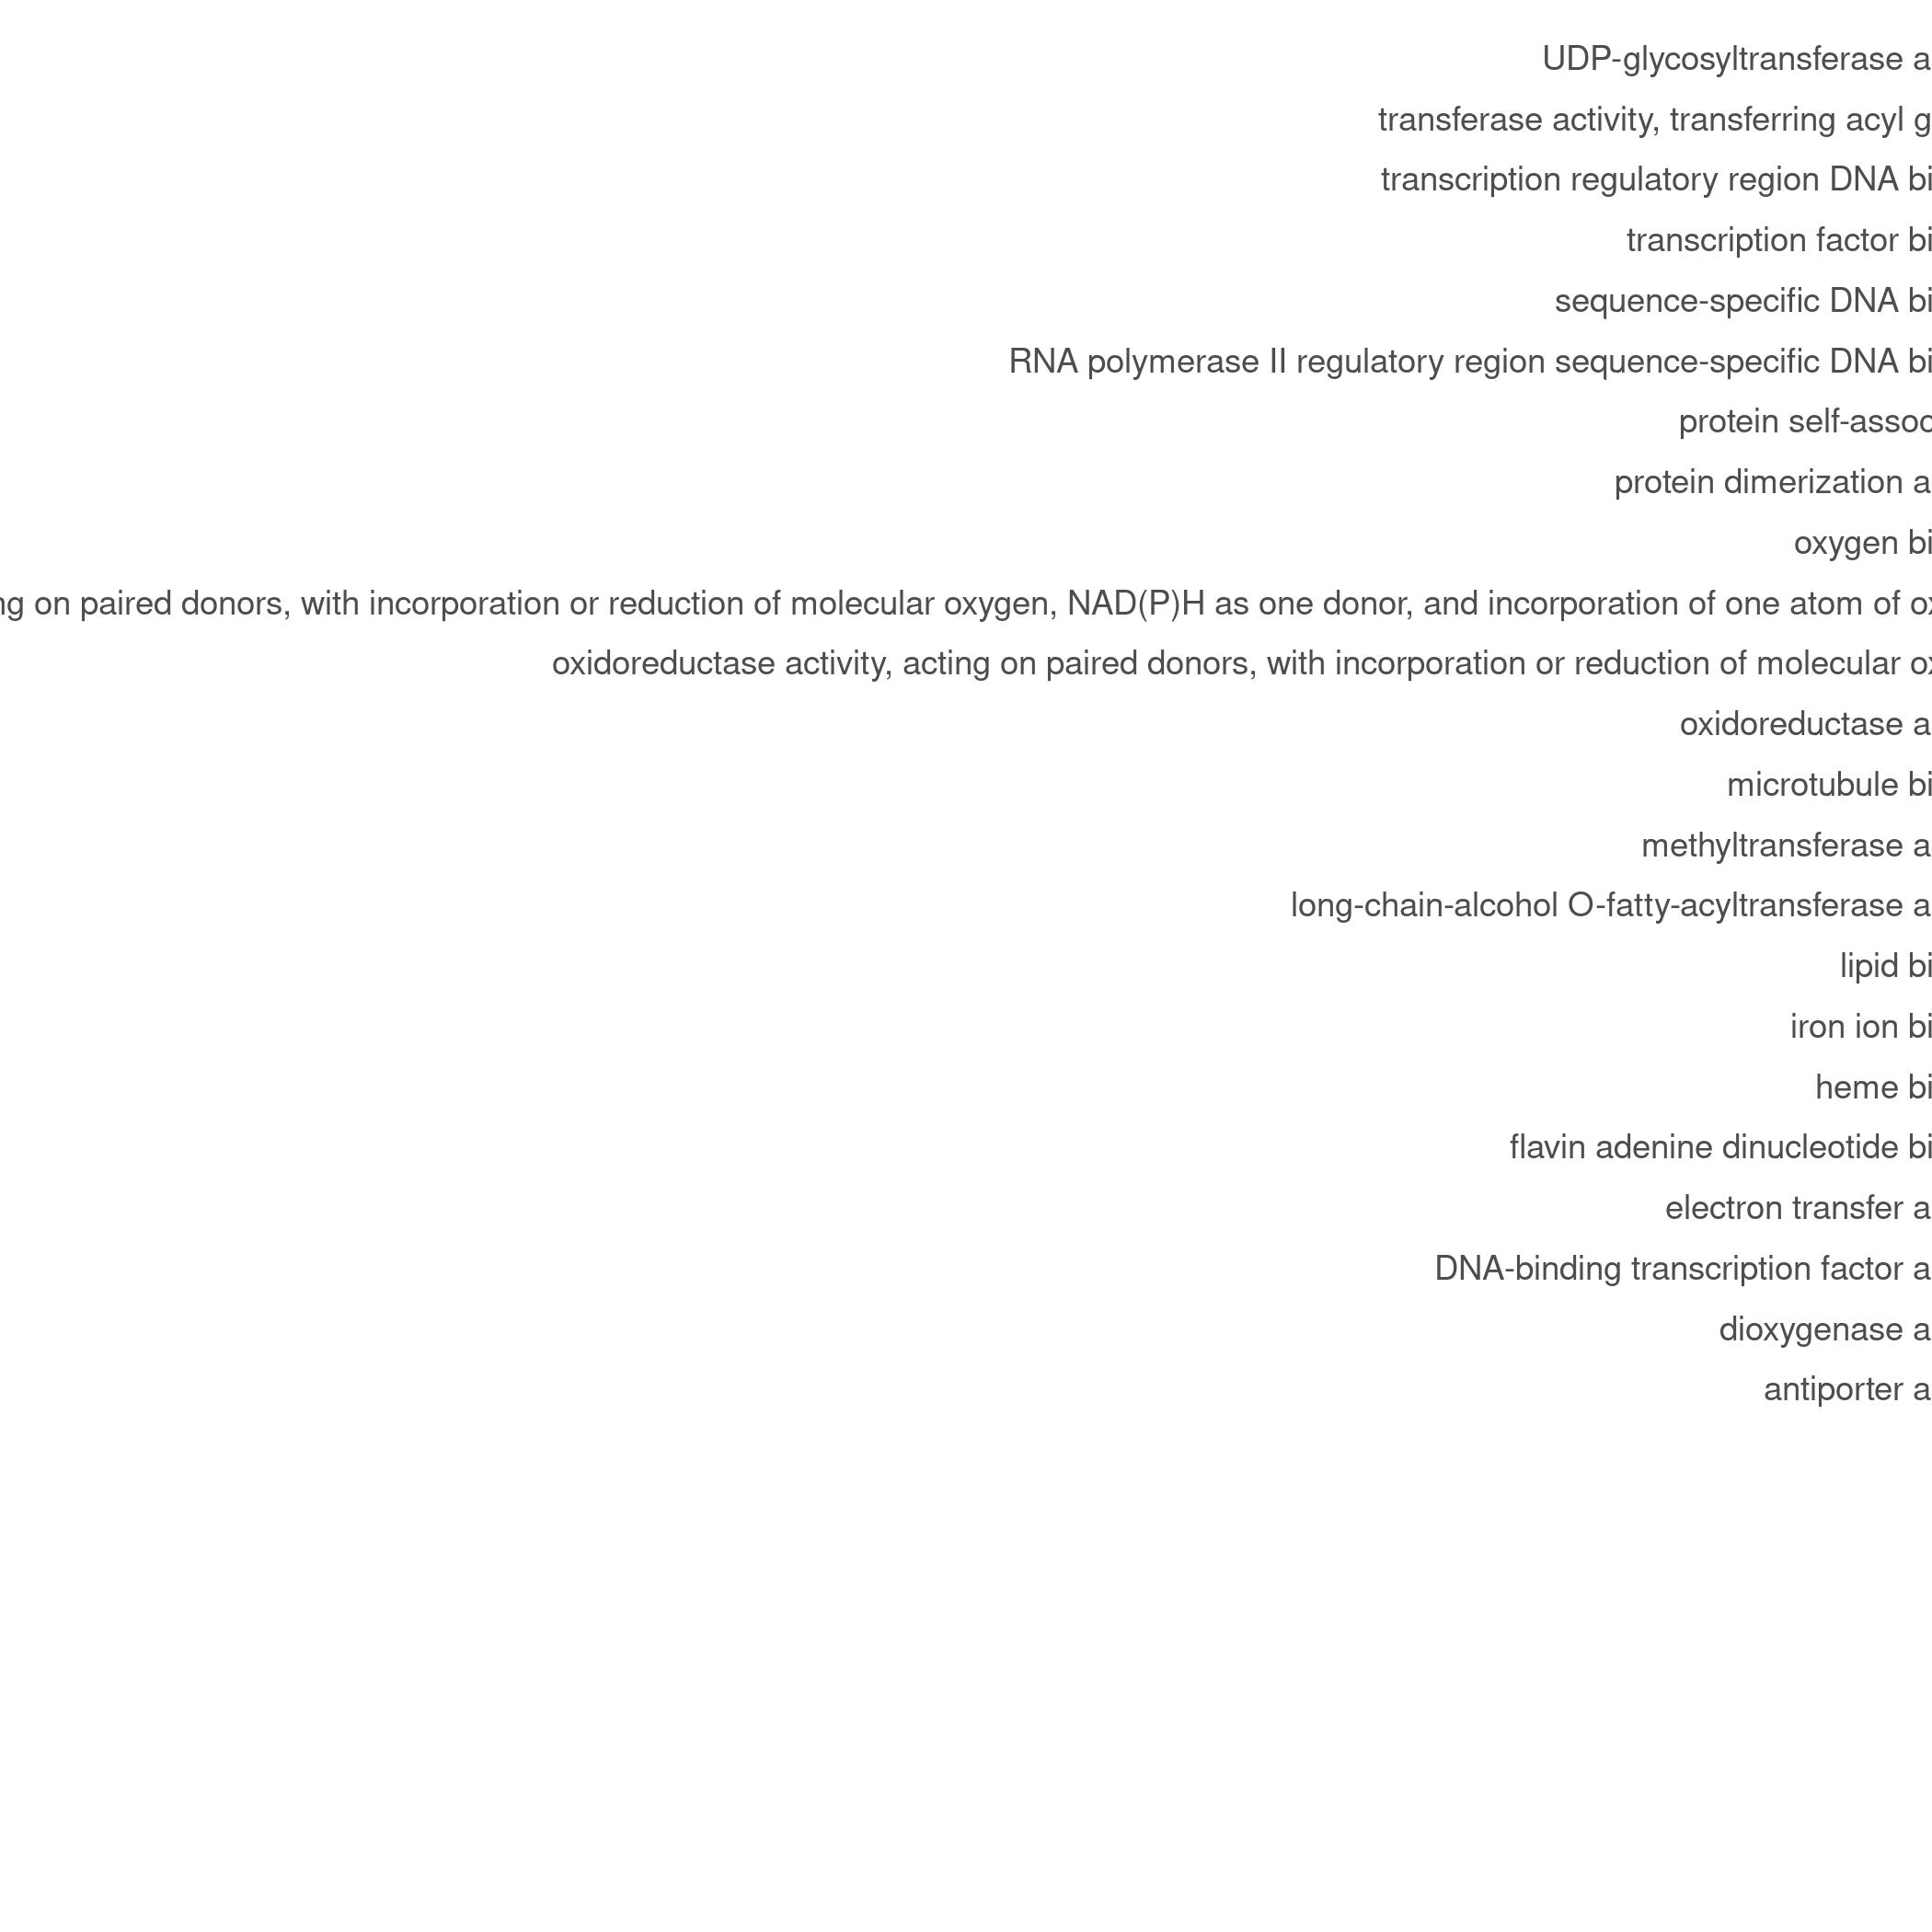 UDP-glycosyltransferase a
transferase activity, transferring acyl g
transcription regulatory region DNA bi
transcription factor bi
sequence-specific DNA bi
RNA polymerase II regulatory region sequence-specific DNA bi
protein self-assoc
protein dimerization a
oxygen bi
ng on paired donors, with incorporation or reduction of molecular oxygen, NAD(P)H as one donor, and incorporation of one atom of ox
oxidoreductase activity, acting on paired donors, with incorporation or reduction of molecular ox
oxidoreductase a
microtubule bi
methyltransferase a
long-chain-alcohol O-fatty-acyltransferase a
lipid bi
iron ion bi
heme bi
flavin adenine dinucleotide bi
electron transfer a
DNA-binding transcription factor a
dioxygenase a
antiporter a